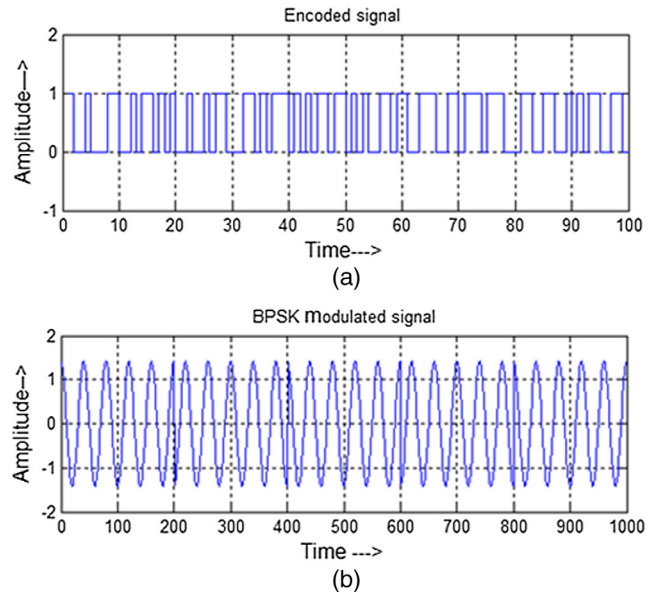 Encoded signal
2
1
0
-1
Amplitude--->
0 10 20 30 40 50 60 70 80 90 100
Time--->
(a)
BPSK modulated signal
2
1
0
-1
-2
Amplitude-->
0 100 200 300 400 500 600 700 800 900 1000
Time --->
(b)